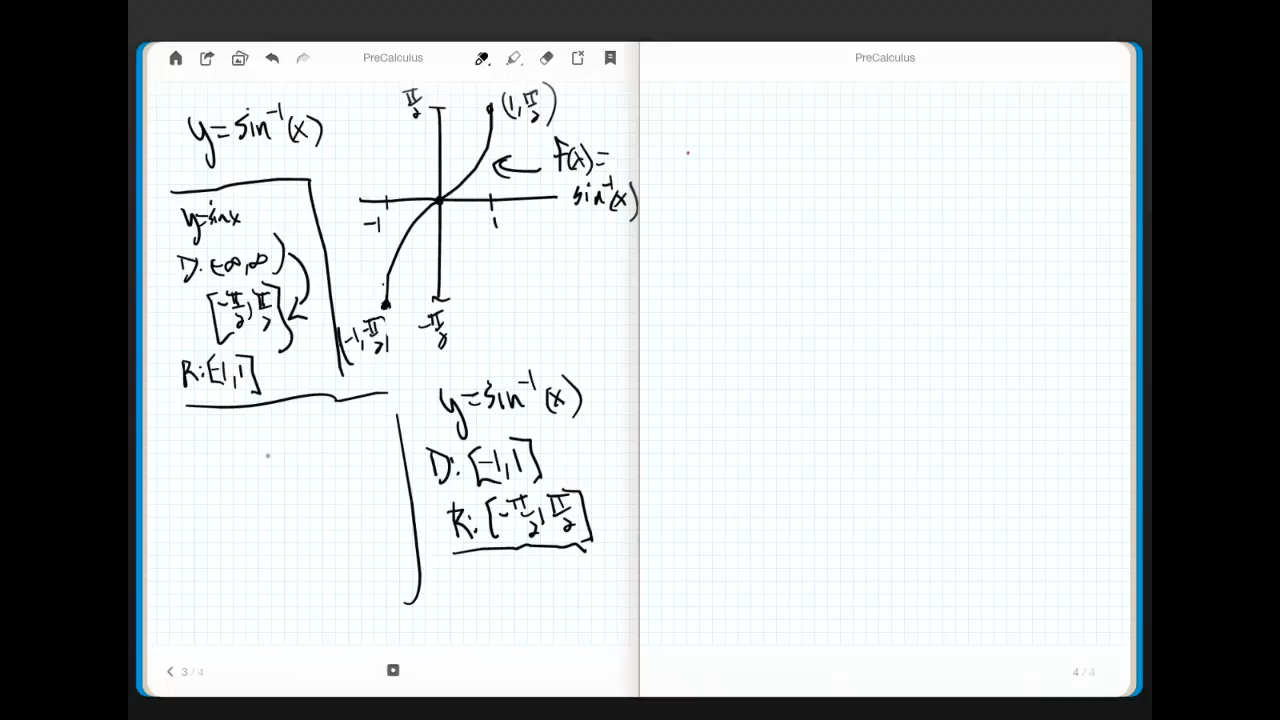 PreCalculus
PreCalculus
y=sin⁻¹(x)
y=sinx
D: (-∞,∞)
[-π/2, π/2]
R: [-1,1]
π/2
(1, π/2)
f(x)=
sin⁻¹(x)
-1
1
(-1, -π/2)
-π/2
y=sin⁻¹(x)
D: [-1,1]
R: [-π/2, π/2]
3 / 4
4 / 4